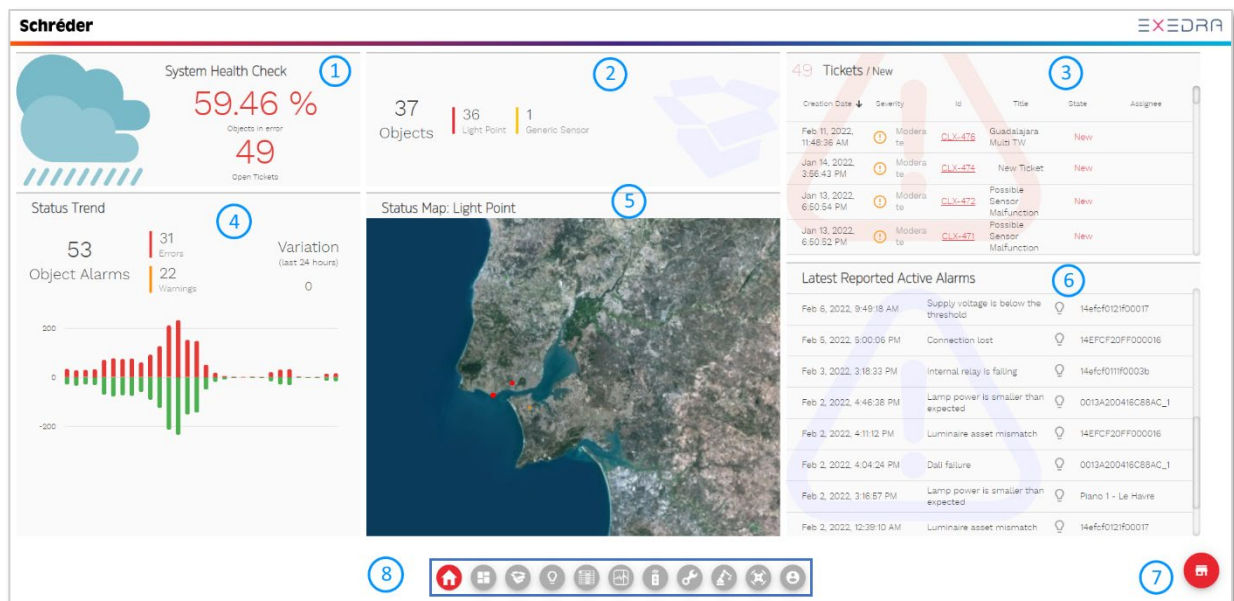 Schréder
EXEDRA
System Health Check
1
59.46 %
Objects in error
49
Open Tickets
2
37
Objects
36
Light Point
1
Generic Sensor
49 Tickets / New
3
Creation Date Severity Id Title State Assignee
Feb 11, 2022,
11:48:36 AM
Modera
te
CLX-476
Guadalajara
Multi TW
New
Jan 14, 2022,
3:56:43 PM
Modera
te
CLX-474
New Ticket
New
Jan 13, 2022,
6:50:54 PM
Modera
te
CLX-472
Possible
Sensor
Malfunction
New
Jan 13, 2022,
6:50:52 PM
Modera
te
CLX-471
Possible
Sensor
Malfunction
New
Status Trend
4
53
Object Alarms
31
Errors
22
Warnings
Variation
(last 24 hours)
0
200
0
-200
Status Map: Light Point
5
Latest Reported Active Alarms
6
Feb 6, 2022, 9:49:18 AM
Supply voltage is below the
threshold
14efcf0121f00017
Feb 5, 2022, 5:00:06 PM
Connection lost
14EFCF20FF000016
Feb 3, 2022, 3:18:33 PM
Internal relay is failing
14efcf0111f0003b
Feb 2, 2022, 4:46:38 PM
Lamp power is smaller than
expected
0013A200416C88AC_1
Feb 2, 2022, 4:11:12 PM
Luminaire asset mismatch
14EFCF20FF000016
Feb 2, 2022, 4:04:24 PM
Dali failure
0013A200416C88AC_1
Feb 2, 2022, 3:16:57 PM
Lamp power is smaller than
expected
Piano 1 - Le Havre
Feb 2, 2022, 12:39:10 AM
Luminaire asset mismatch
14efcf0121f00017
8
7